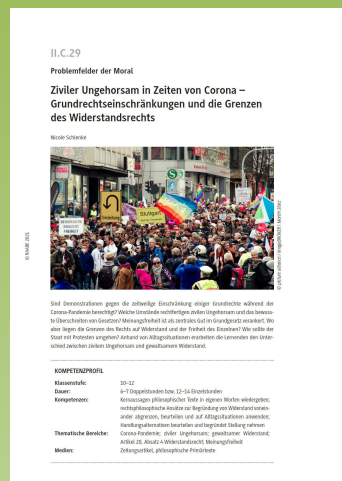 II.C.29
Problemfelder der Moral
Ziviler Ungehorsam in Zeiten von Corona –
Grundrechtseinschränkungen und die Grenzen
des Widerstandsrechts
Nicole Schlenke
Stuttgart
© RAABE 2021
Sind Demonstrationen gegen die zeitweilige Einschränkung einiger Grundrechte während der
Corona-Pandemie berechtigt? Welche Umstände rechtfertigen zivilen Ungehorsam und das bewuss-
te Überschreiten von Gesetzen? Meinungsfreiheit ist als zentrales Gut im Grundgesetz verankert. Wo
aber liegen die Grenzen des Rechts auf Widerstand und der Freiheit des Einzelnen? Wie sollte der
Staat mit Protesten umgehen? Anhand von Alltagssituationen erarbeiten die Lernenden den Unter-
schied zwischen zivilem Ungehorsam und gewaltsamem Widerstand.
KOMPETENZPROFIL
Klassenstufe: 10–12
Dauer: 6–7 Doppelstunden bzw. 12–14 Einzelstunden
Kompetenzen: Kernaussagen philosophischer Texte in eigenen Worten wiedergeben;
rechtsphilosophische Ansätze zur Begründung von Widerstand vonein-
ander abgrenzen, beurteilen und auf Alltagssituationen anwenden;
Handlungsalternativen beurteilen und begründet Stellung nehmen
Thematische Bereiche: Corona-Pandemie; ziviler Ungehorsam; gewaltsamer Widerstand;
Artikel 20, Absatz 4 Widerstandsrecht; Meinungsfreiheit
Medien: Zeitungsartikel, philosophische Primärtexte